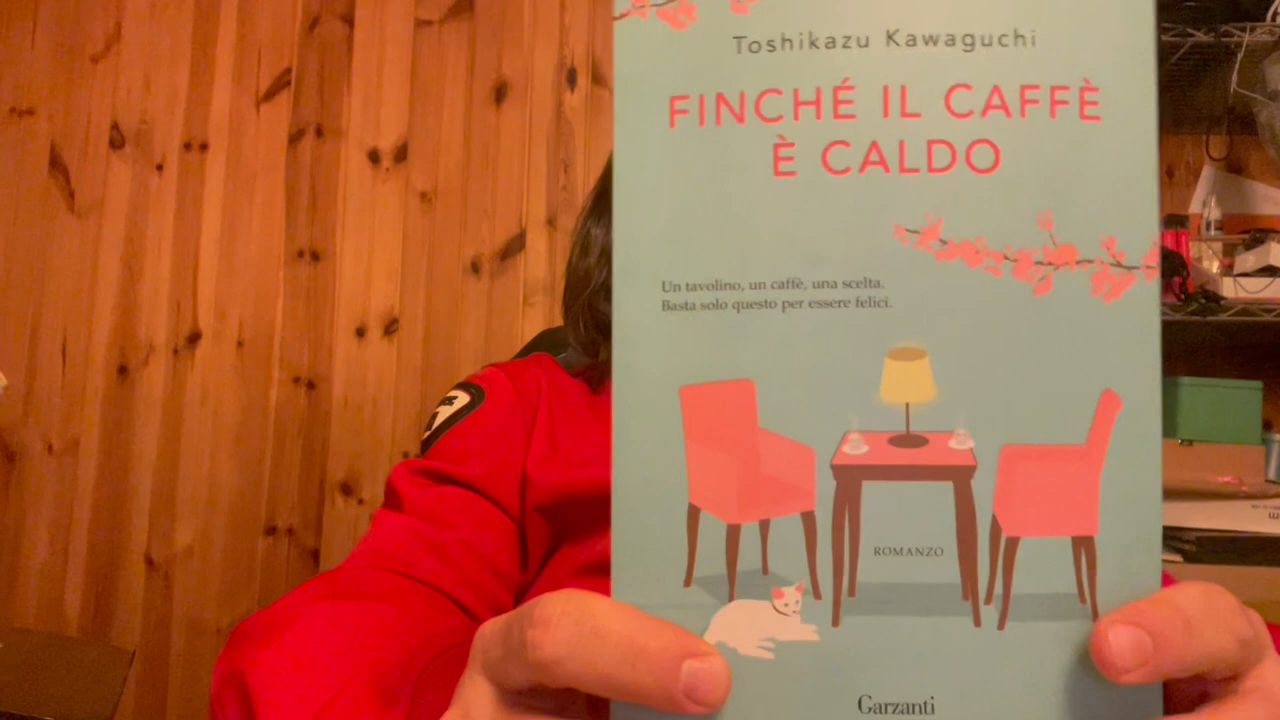 Toshikazu Kawaguchi
FINCHÉ IL CAFFÈ
È CALDO
Un tavolino, un caffè, una scelta.
Basta solo questo per essere felici.
ROMANZO
Garzanti